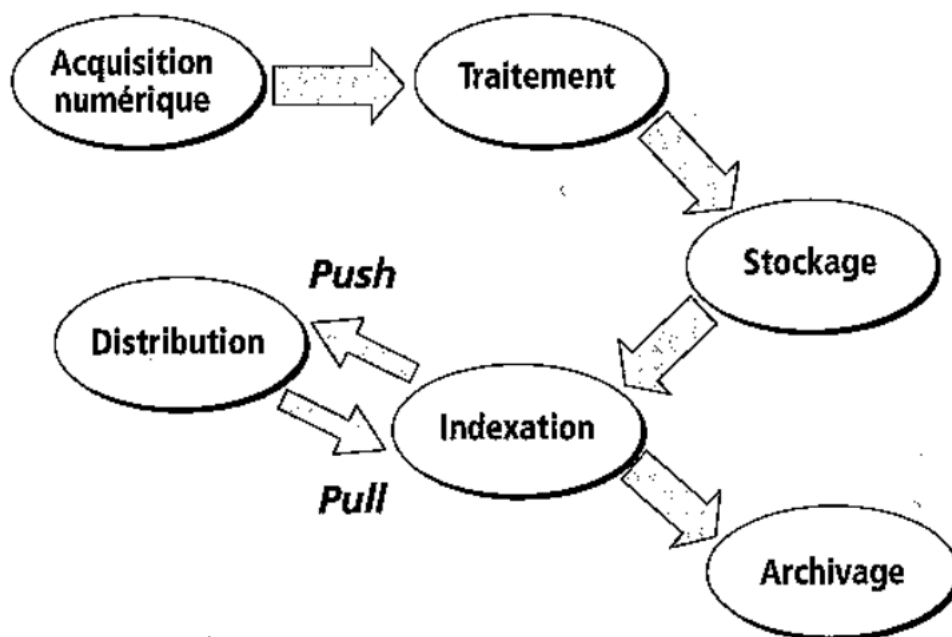 Acquisition
numérique
Traitement
Stockage
Push
Distribution
Indexation
Pull
Archivage